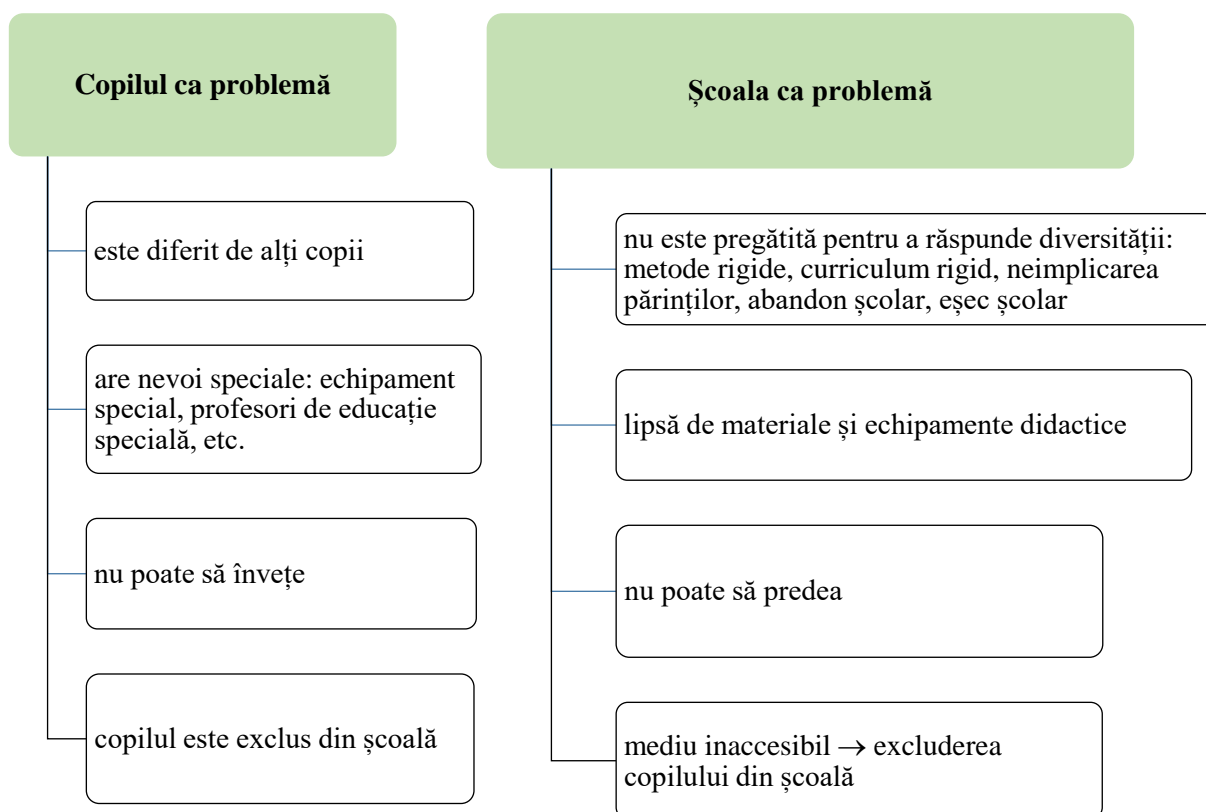 Copilul ca problemă
este diferit de alți copii
are nevoi speciale: echipament
special, profesori de educație
specială, etc.
nu poate să învețe
copilul este exclus din școală
Școala ca problemă
nu este pregătită pentru a răspunde diversității:
metode rigide, curriculum rigid, neimplicarea
părinților, abandon școlar, eșec școlar
lipsă de materiale și echipamente didactice
nu poate să predea
mediu inaccesibil → excluderea
copilului din școală